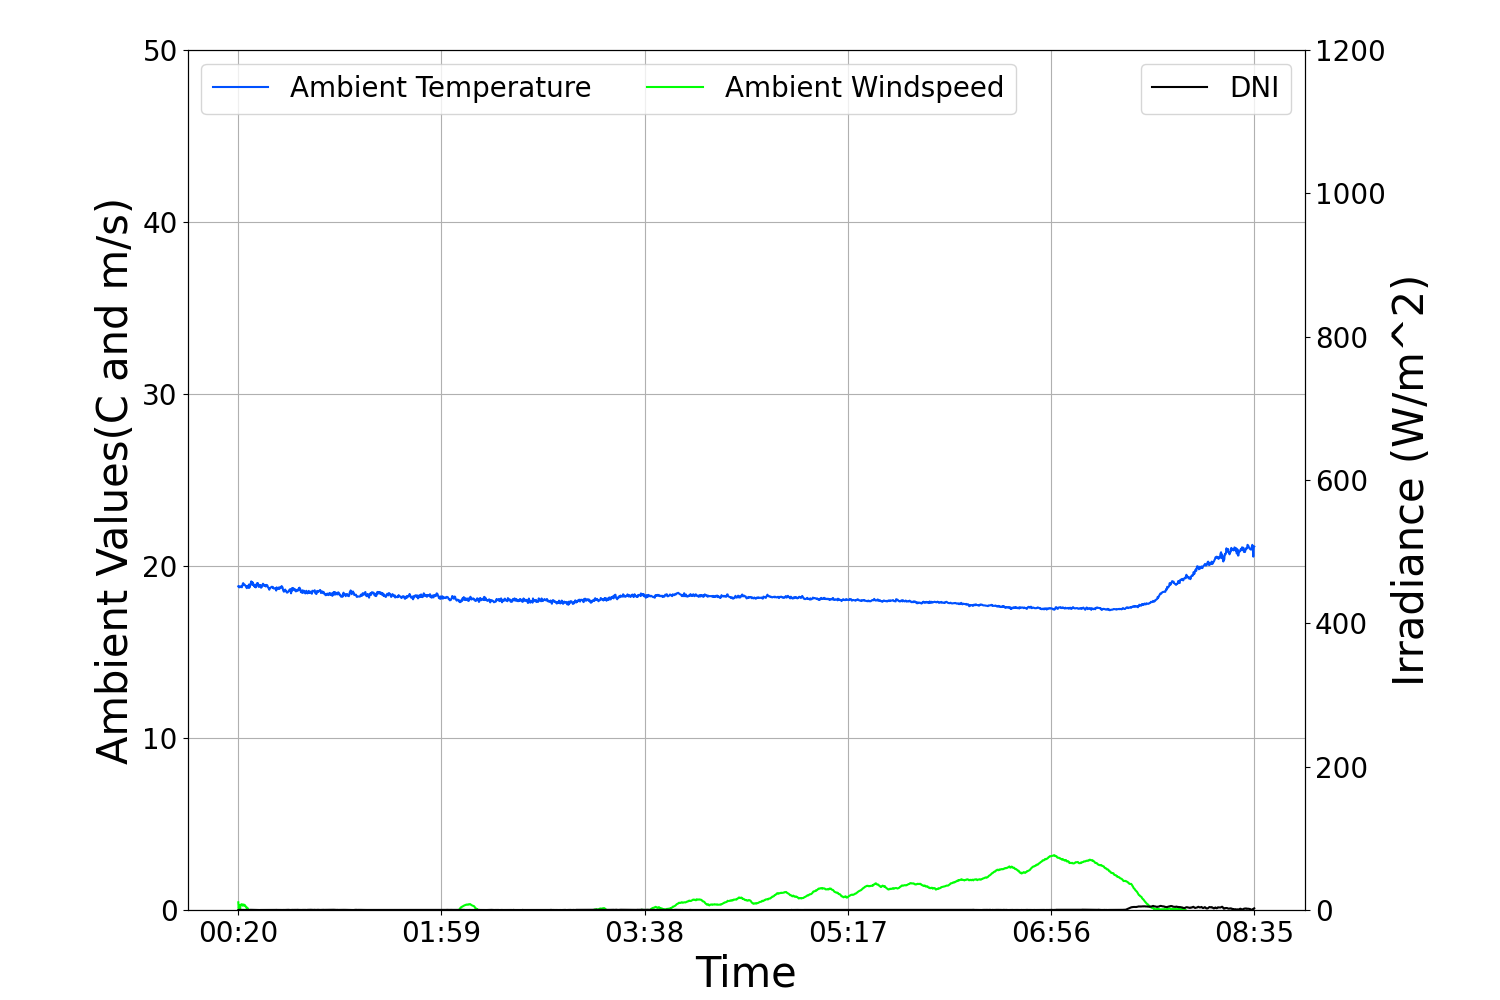 Ambient Temperature Ambient Windspeed DNI
Ambient Values(C and m/s)
50
40
30
20
10
0
1200
1000
800
600
400
200
0
Irradiance (W/m^2)
00:20 01:59 03:38 05:17 06:56 08:35
Time